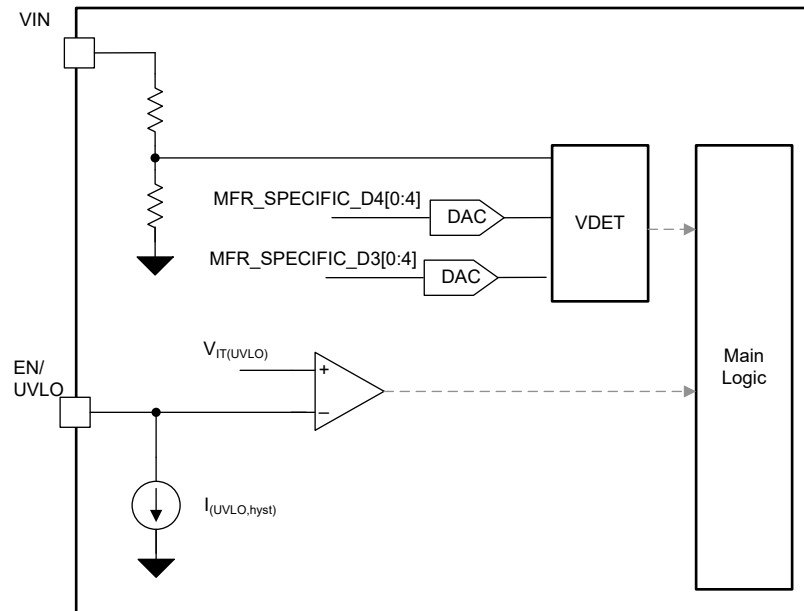 VIN
MFR_SPECIFIC_D4[0:4]
DAC
VDET
MFR_SPECIFIC_D3[0:4]
DAC
VIT(UVLO)
+
EN/
UVLO
−
Main
Logic
I(UVLO,hyst)